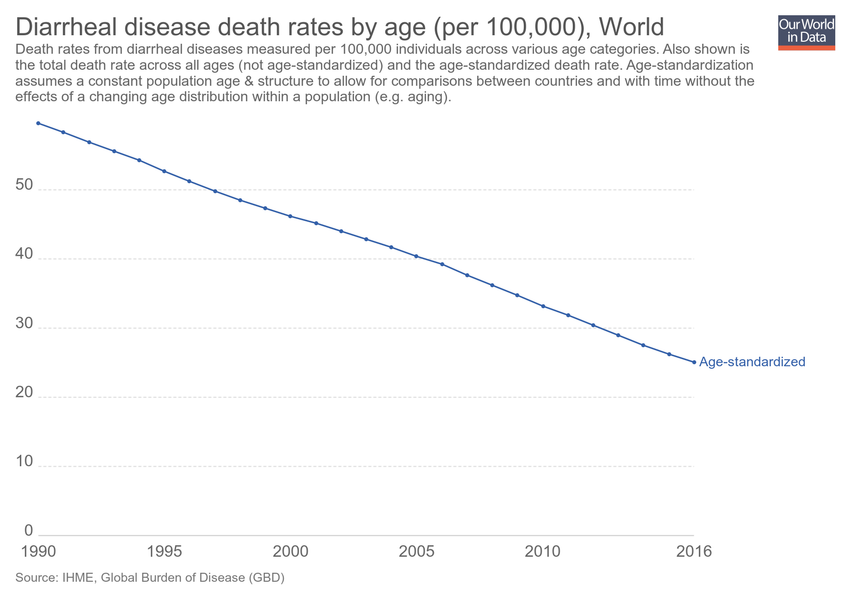 Diarrheal disease death rates by age (per 100,000), World
Our World
in Data
Death rates from diarrheal diseases measured per 100,000 individuals across various age categories. Also shown is
the total death rate across all ages (not age-standardized) and the age-standardized death rate. Age-standardization
assumes a constant population age & structure to allow for comparisons between countries and with time without the
effects of a changing age distribution within a population (e.g. aging).
50
40
30
Age-standardized
20
10
0
1990 1995 2000 2005 2010 2016
Source: IHME, Global Burden of Disease (GBD)